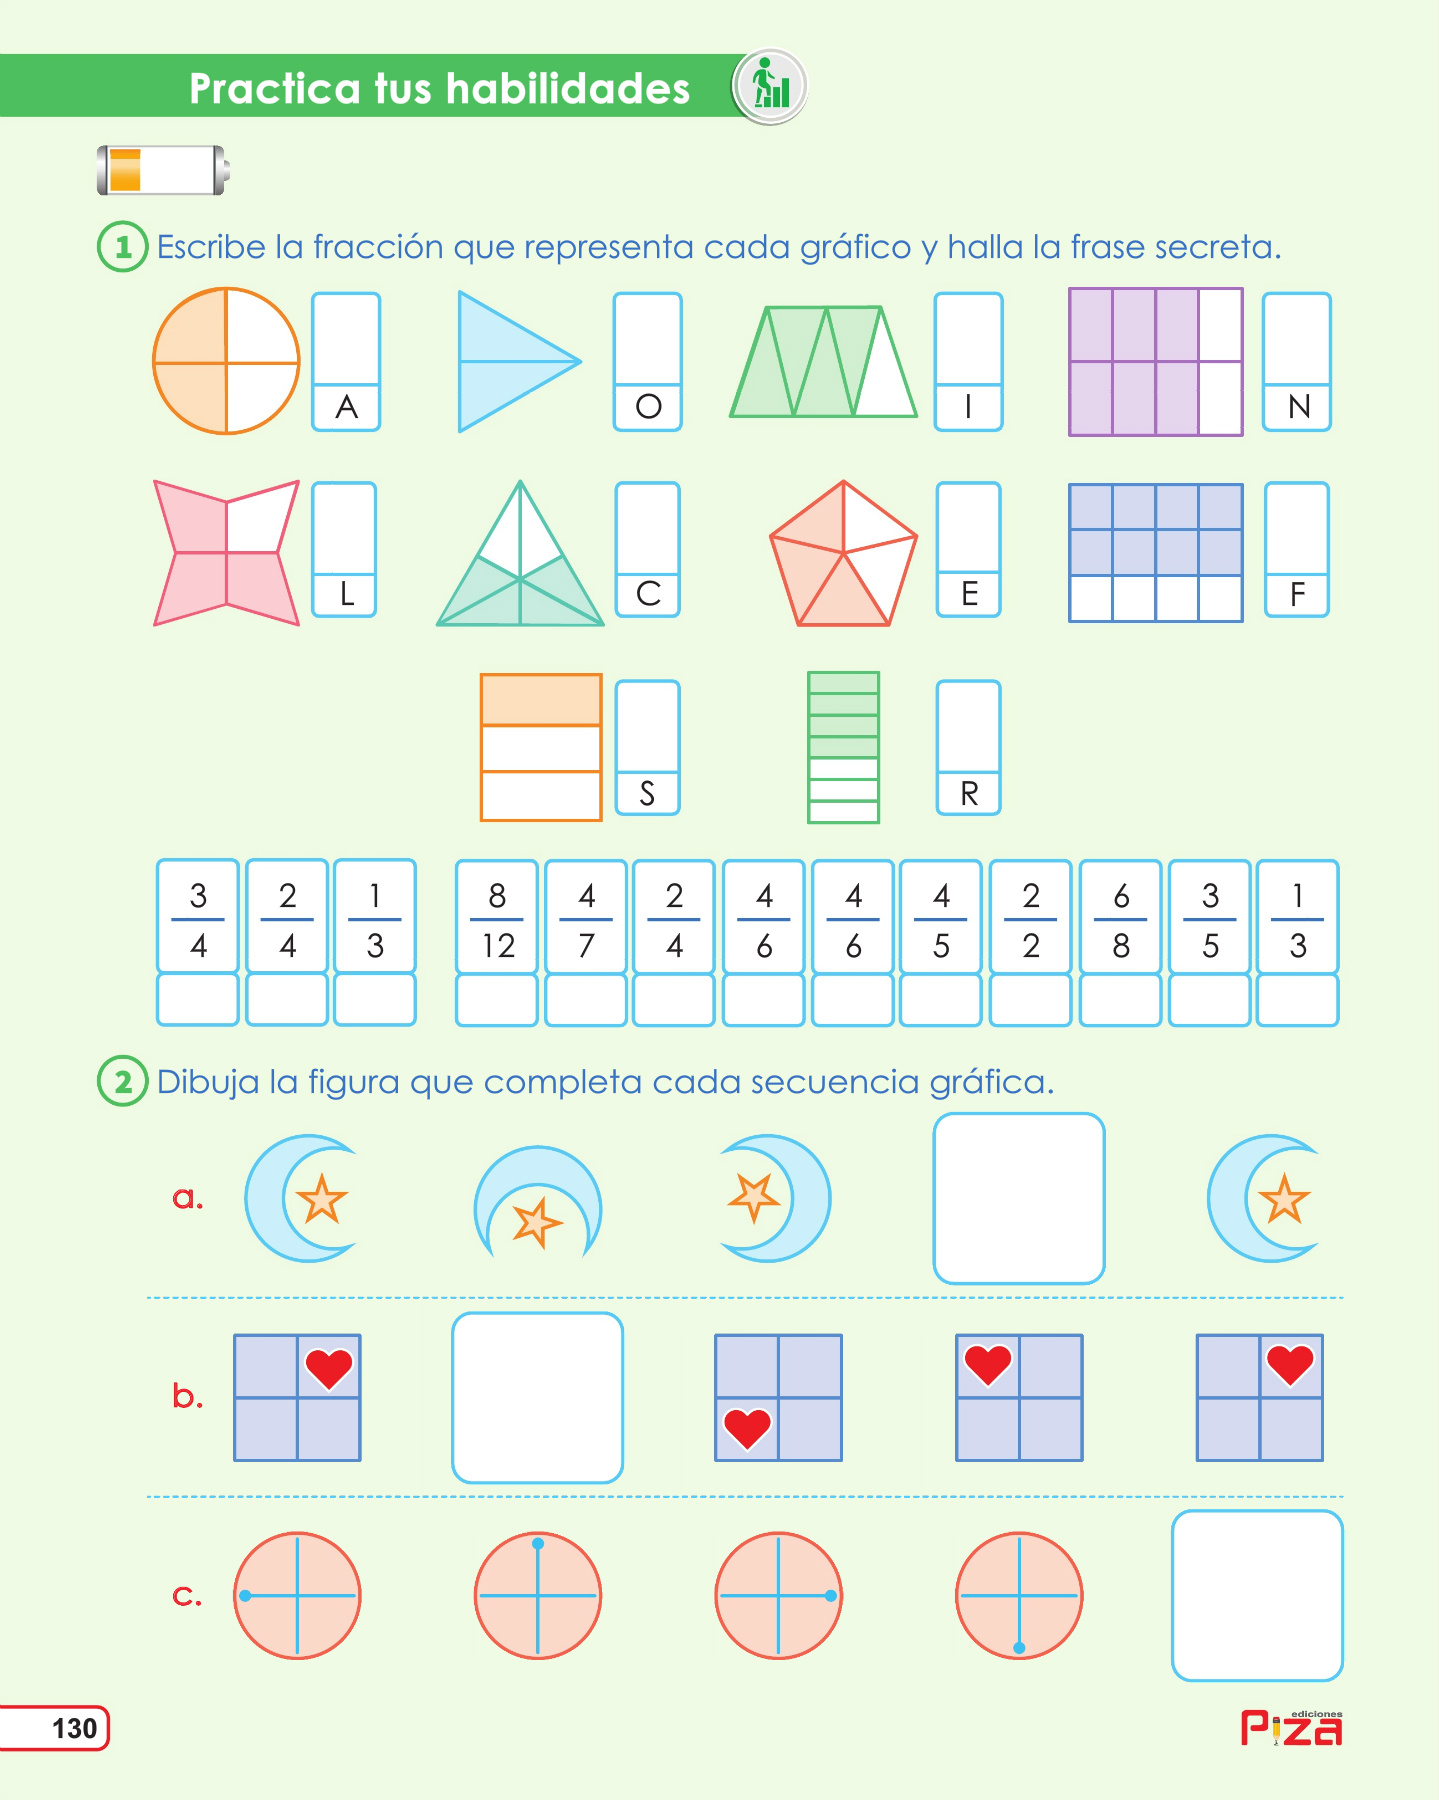 Practica tus habilidades
1 Escribe la fracción que representa cada gráfico y halla la frase secreta.
A O I N
L C E F
S R
3 2 1 8 4 2 4 4 4 2 6 3 1
4 4 3 12 7 4 6 6 5 2 8 5 3
2 Dibuja la figura que completa cada secuencia gráfica.
a.
b.
c.
130
ediciones
Piza